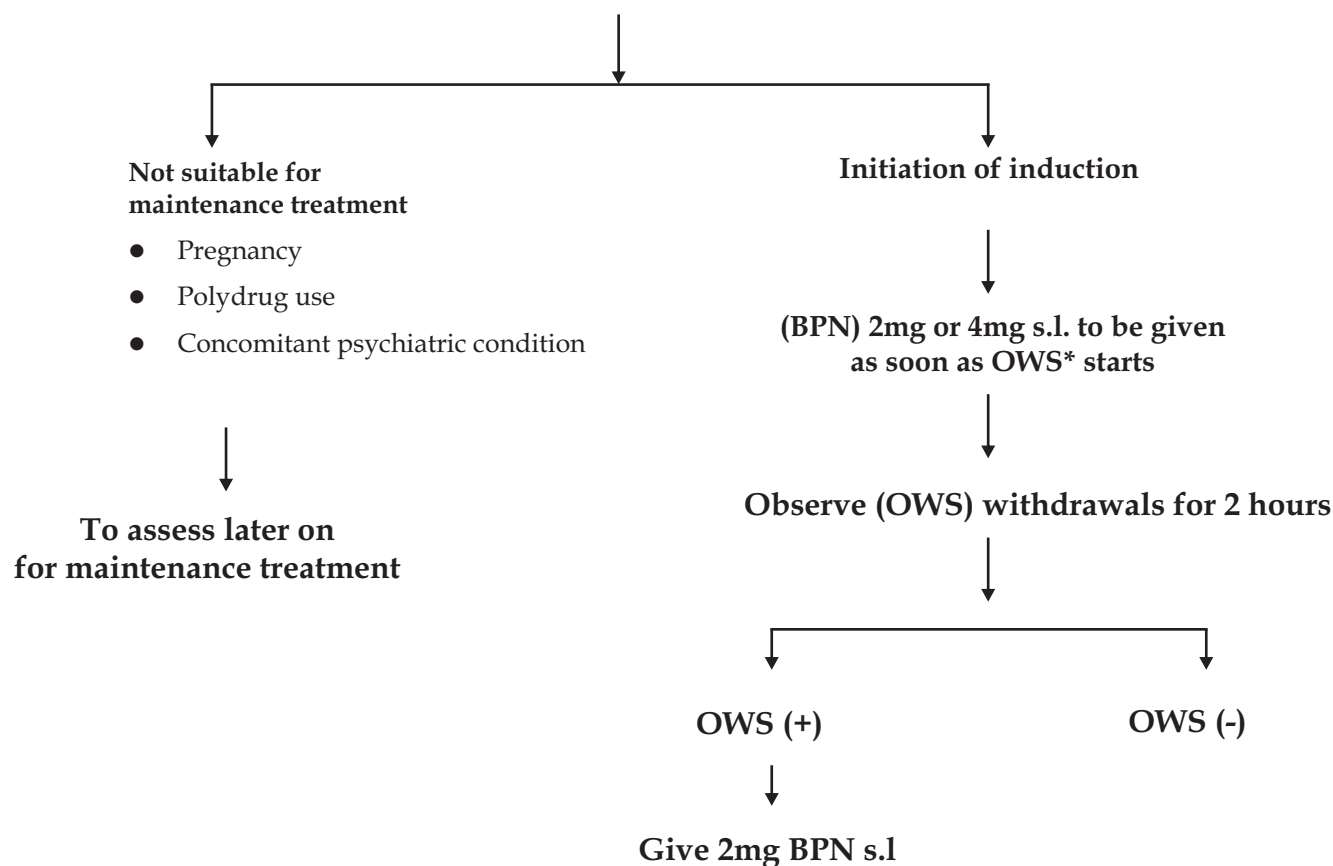 Not suitable for
maintenance treatment
● Pregnancy
● Polydrug use
● Concomitant psychiatric condition
To assess later on
for maintenance treatment
Initiation of induction
(BPN) 2mg or 4mg s.l. to be given
as soon as OWS* starts
Observe (OWS) withdrawals for 2 hours
OWS (+)
OWS (-)
Give 2mg BPN s.l